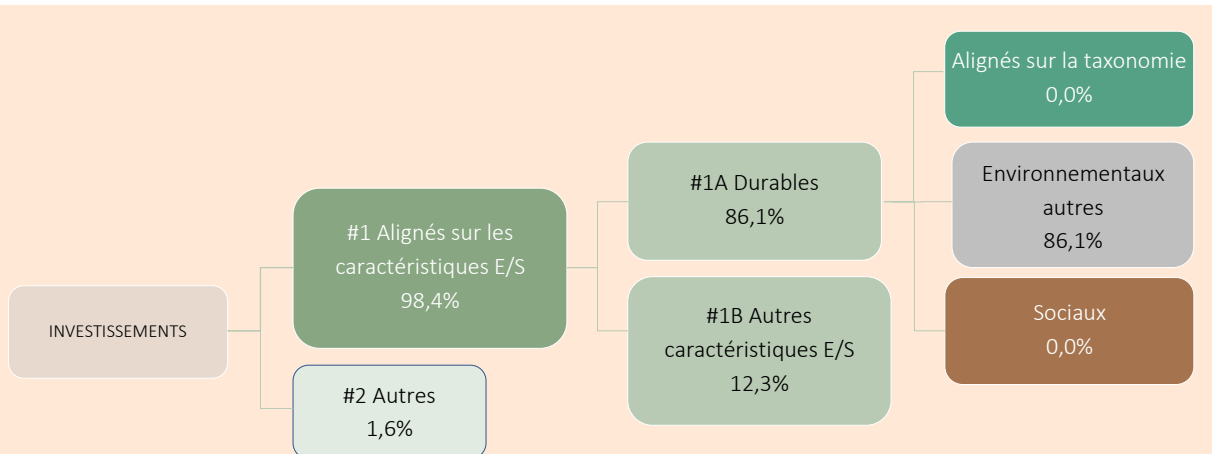 INVESTISSEMENTS
#1 Alignés sur les
caractéristiques E/S
98,4%
#2 Autres
1,6%
#1A Durables
86,1%
#1B Autres
caractéristiques E/S
12,3%
Alignés sur la taxonomie
0,0%
Environnementaux
autres
86,1%
Sociaux
0,0%